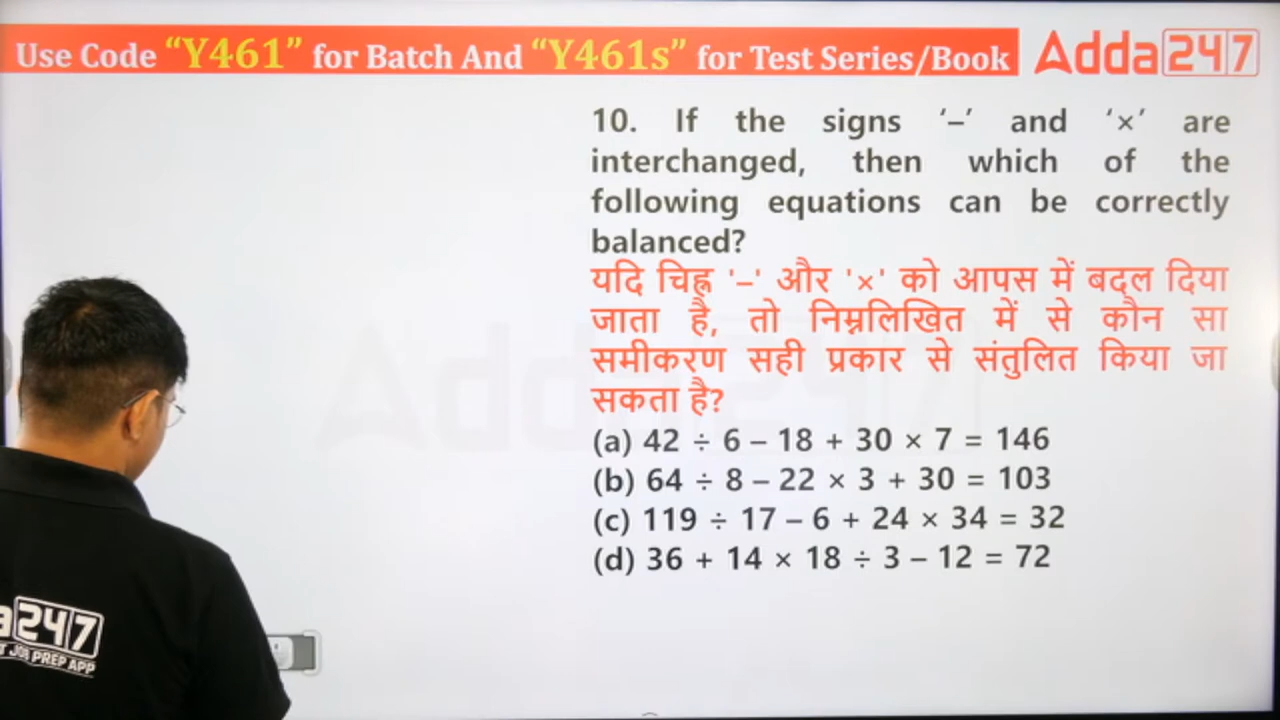 Use Code “Y461” for Batch And “Y461s” for Test Series/Book
Adda247
10. If the signs ‘–’ and ‘×’ are
interchanged, then which of the
following equations can be correctly
balanced?
यदि चिह्न '–' और '×' को आपस में बदल दिया
जाता है, तो निम्नलिखित में से कौन सा
समीकरण सही प्रकार से संतुलित किया जा
सकता है?
(a) 42 ÷ 6 – 18 + 30 × 7 = 146
(b) 64 ÷ 8 – 22 × 3 + 30 = 103
(c) 119 ÷ 17 – 6 + 24 × 34 = 32
(d) 36 + 14 × 18 ÷ 3 – 12 = 72
a247
T JOB PREP APP